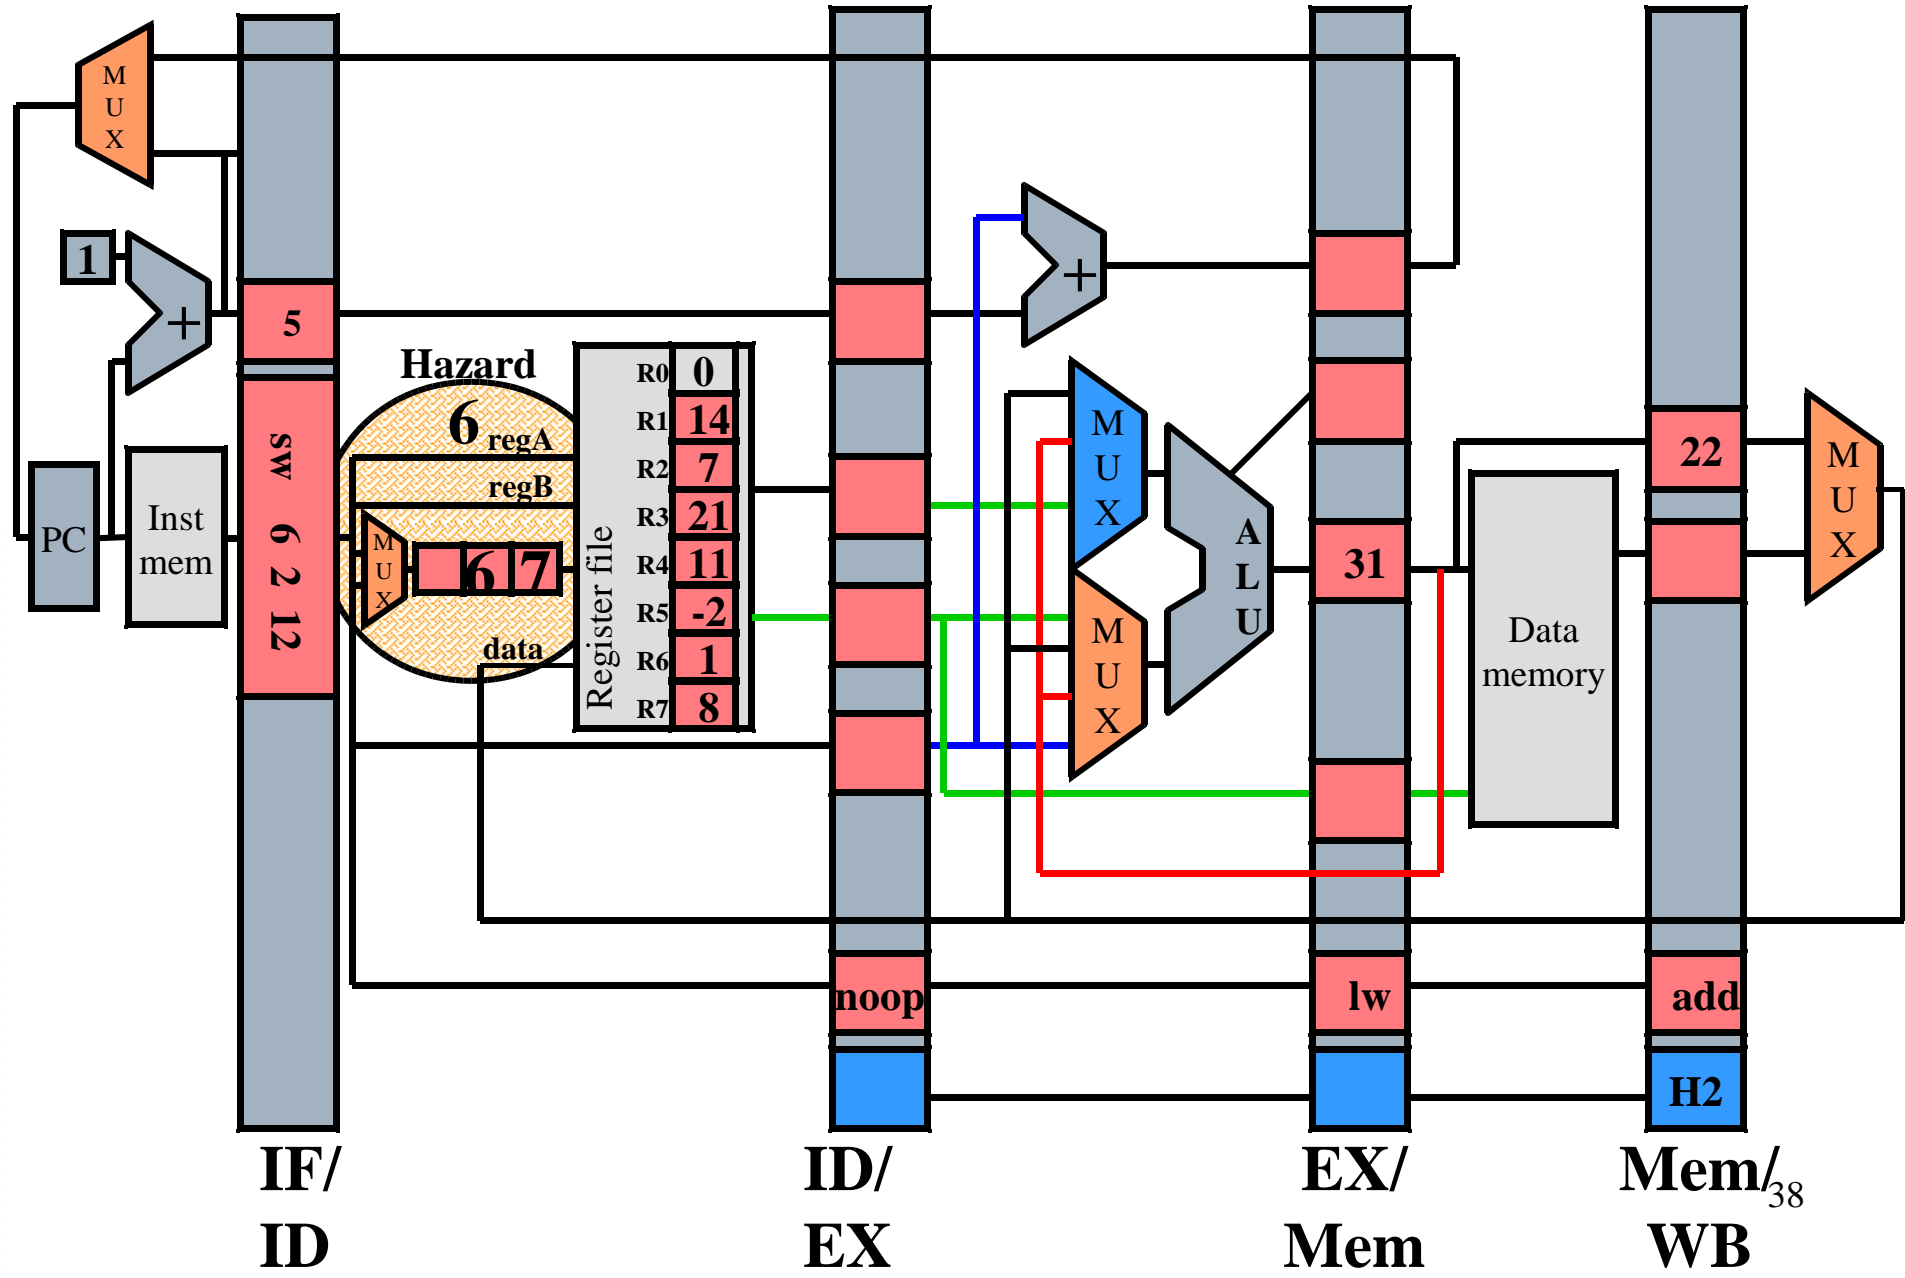 M
U
X
1
+
5
+
Hazard
6
regA
regB
M
U
X
6 7
data
sw 6 2 12
PC
Inst
mem
Register file
R0 0
R1 14
R2 7
R3 21
R4 11
R5 -2
R6 1
R7 8
M
U
X
M
U
X
A
L
U
31
Data
memory
22
M
U
X
noop
lw
add
H2
IF/
ID
ID/
EX
EX/
Mem
Mem/
WB
38